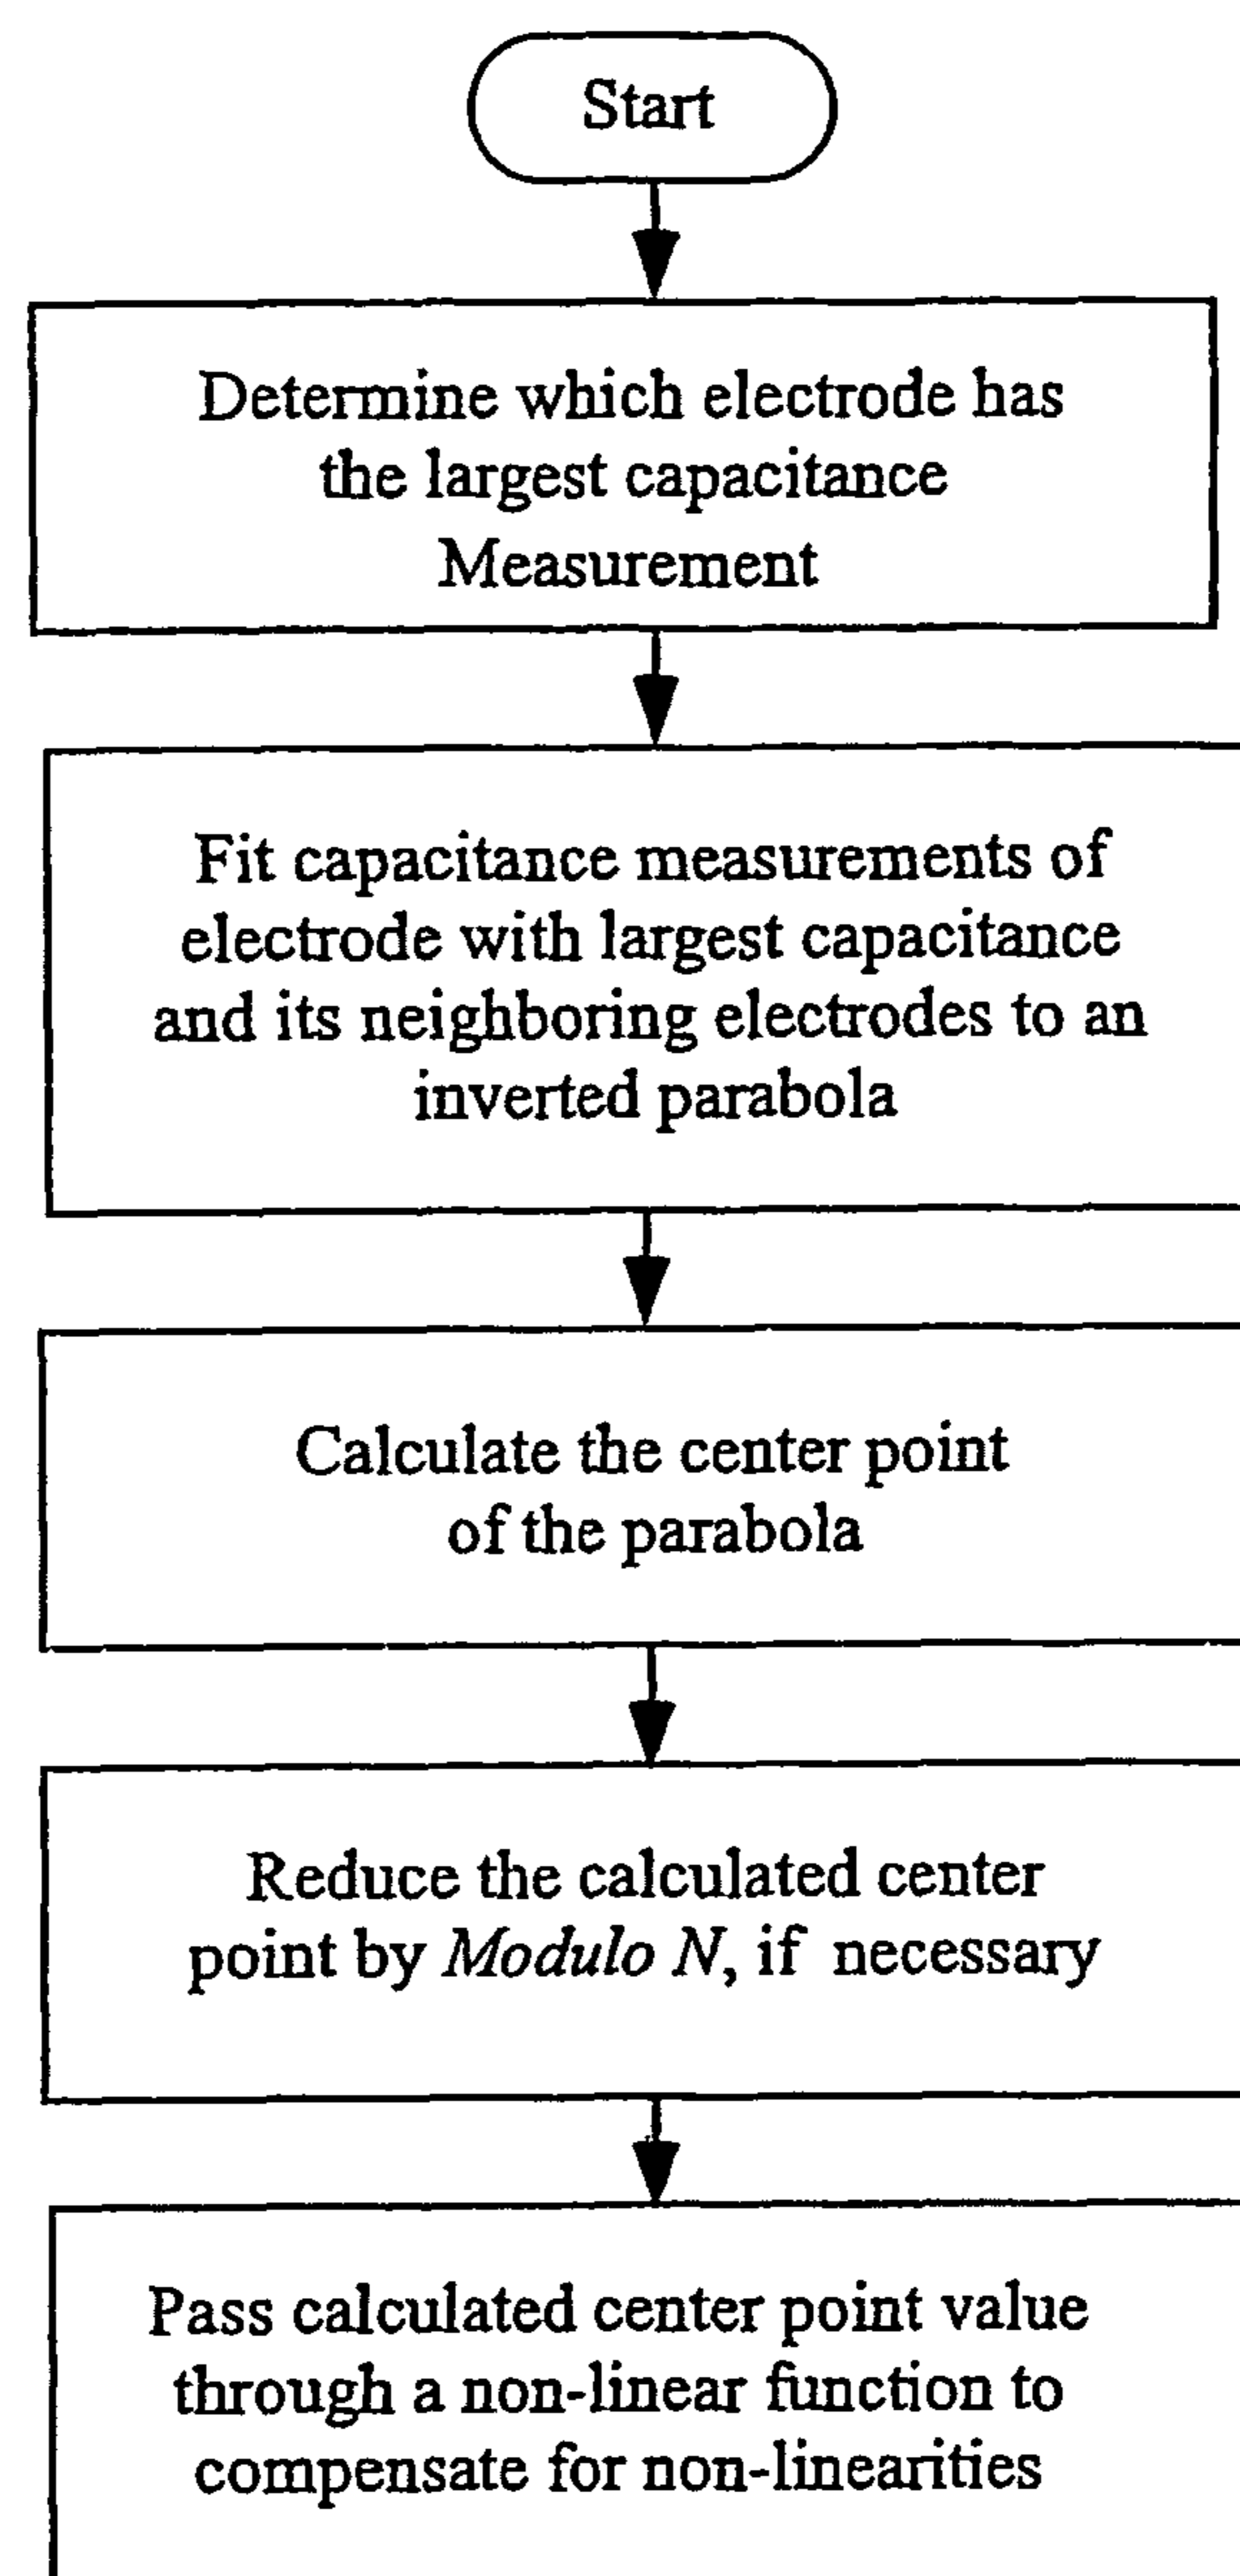 Start
Determine which electrode has
the largest capacitance
Measurement
Fit capacitance measurements of
electrode with largest capacitance
and its neighboring electrodes to an
inverted parabola
Calculate the center point
of the parabola
Reduce the calculated center
point by Modulo N, if necessary
Pass calculated center point value
through a non-linear function to
compensate for non-linearities